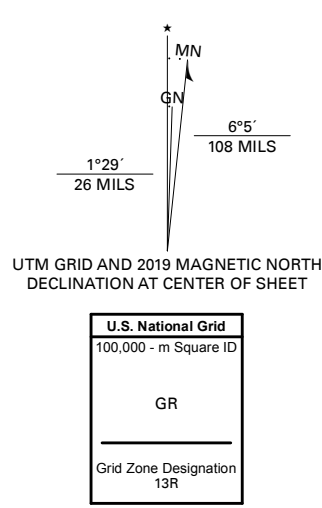 ★
MN
GN
6°5´
108 MILS
1°29´
26 MILS
UTM GRID AND 2019 MAGNETIC NORTH
DECLINATION AT CENTER OF SHEET
U.S. National Grid
100,000 - m Square ID
GR
Grid Zone Designation
13R